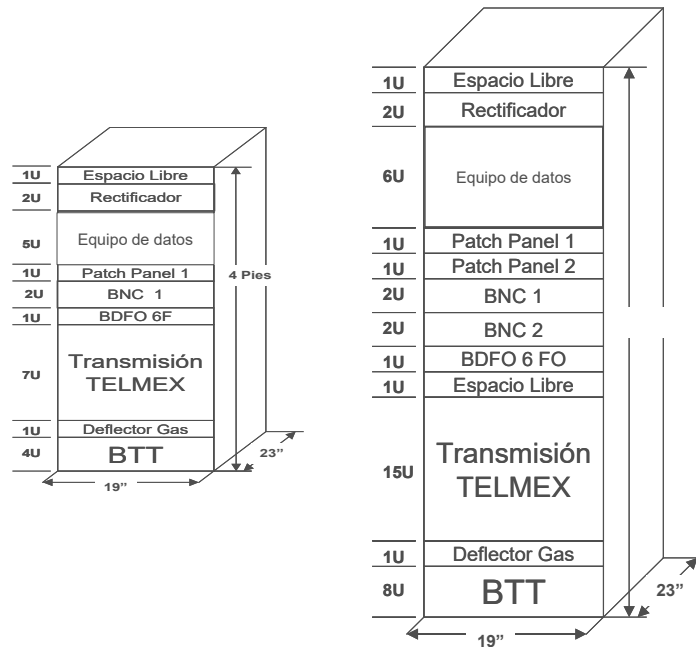 1U Espacio Libre
2U Rectificador
5U Equipo de datos
1U Patch Panel 1
2U BNC 1
1U BDFO 6F
7U Transmisión
TELMEX
1U Deflector Gas
4U BTT
4 Pies
23”
19”
1U Espacio Libre
2U Rectificador
6U Equipo de datos
1U Patch Panel 1
1U Patch Panel 2
2U BNC 1
2U BNC 2
1U BDFO 6 FO
1U Espacio Libre
15U Transmisión
TELMEX
1U Deflector Gas
8U BTT
23”
19”